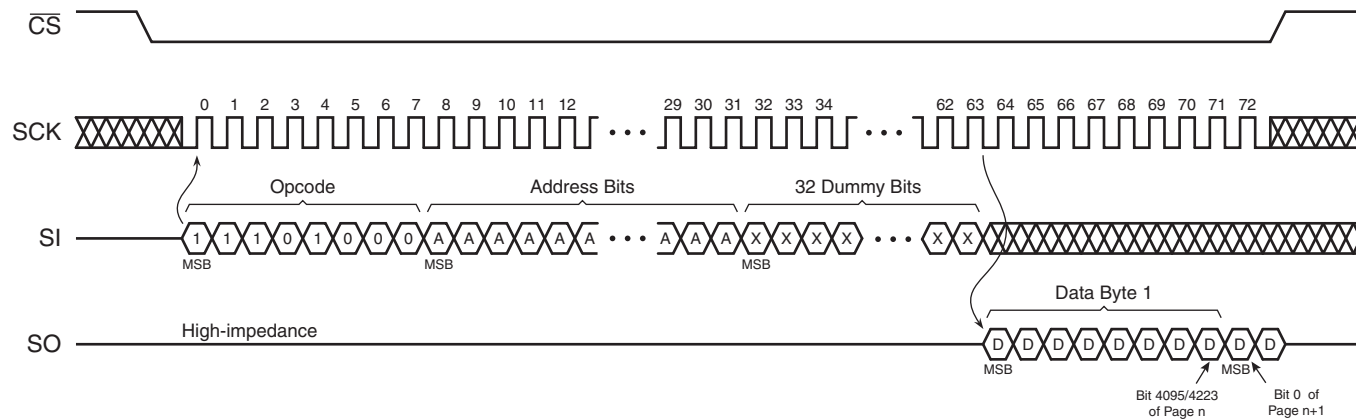 CS
SCK
0 1 2 3 4 5 6 7 8 9 10 11 12 29 30 31 32 33 34 62 63 64 65 66 67 68 69 70 71 72
Opcode Address Bits 32 Dummy Bits
SI
1 1 1 0 1 0 0 0 A A A A A A A A A X X X X X X
MSB MSB MSB
Data Byte 1
High-impedance
SO
D D D D D D D D D D
MSB MSB
Bit 4095/4223
of Page n
Bit 0 of
Page n+1